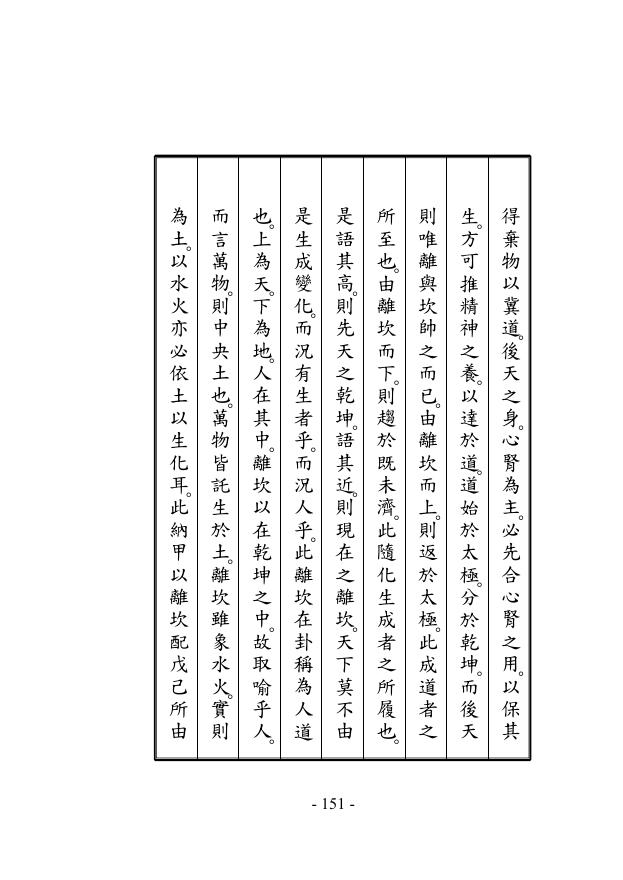 得棄物以冀道。後天之身。心腎為主。必先合心腎之用。以保其
生。方可推精神之養。以達於道。道始於太極。分於乾坤。而後天
則唯離與坎帥之而已。由離坎而上。則返於太極。此成道者之
所至也。由離坎而下。則趨於既未濟。此隨化生成者之所履也。
是語其高。則先天之乾坤。語其近。則現在之離坎。天下莫不由
是生成變化。而況有生者乎。而況人乎。此離坎在卦稱為人道
也。上為天。下為地。人在其中。離坎以在乾坤之中。故取喻乎人。
而言萬物。則中央土也。萬物皆託生於土。離坎雖象水火。實則
為土。以水火亦必依土以生化耳。此納甲以離坎配戊己所由
- 151 -